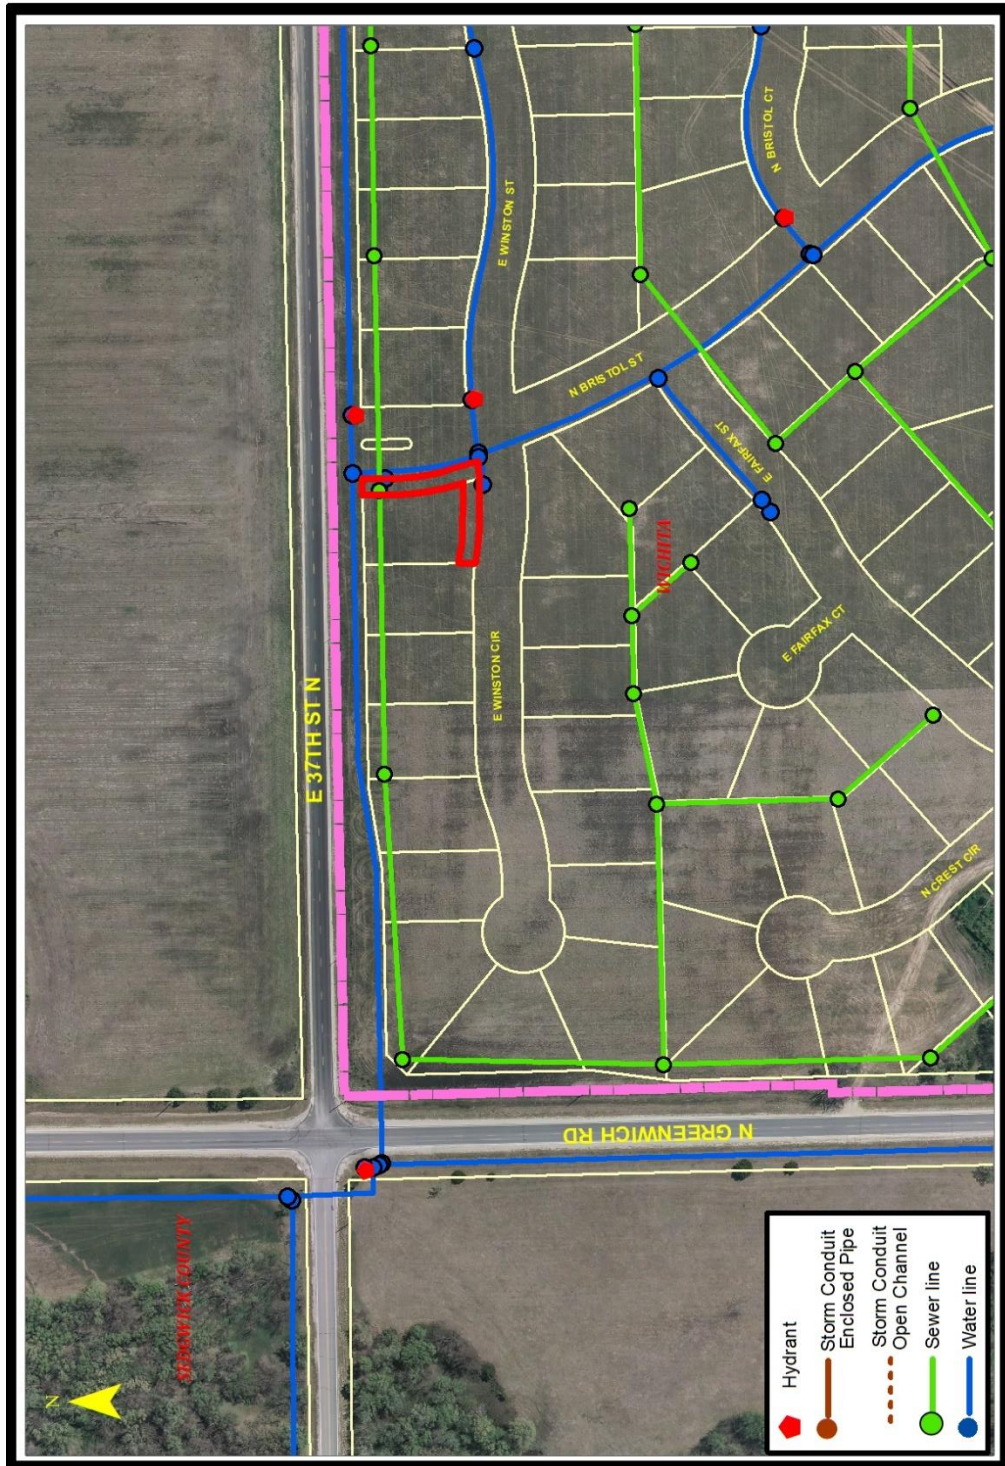 E WINSTON ST
N BRISTOL CT
N BRISTOL ST
E FAIRFAX ST
WICHITA
E 37TH ST N
E WINSTON CIR
E FAIRFAX CT
N CREST CIR
N GREENWICH RD
SEDGWICK COUNTY
N
Hydrant
Storm Conduit
Enclosed Pipe
Storm Conduit
Open Channel
Sewer line
Water line